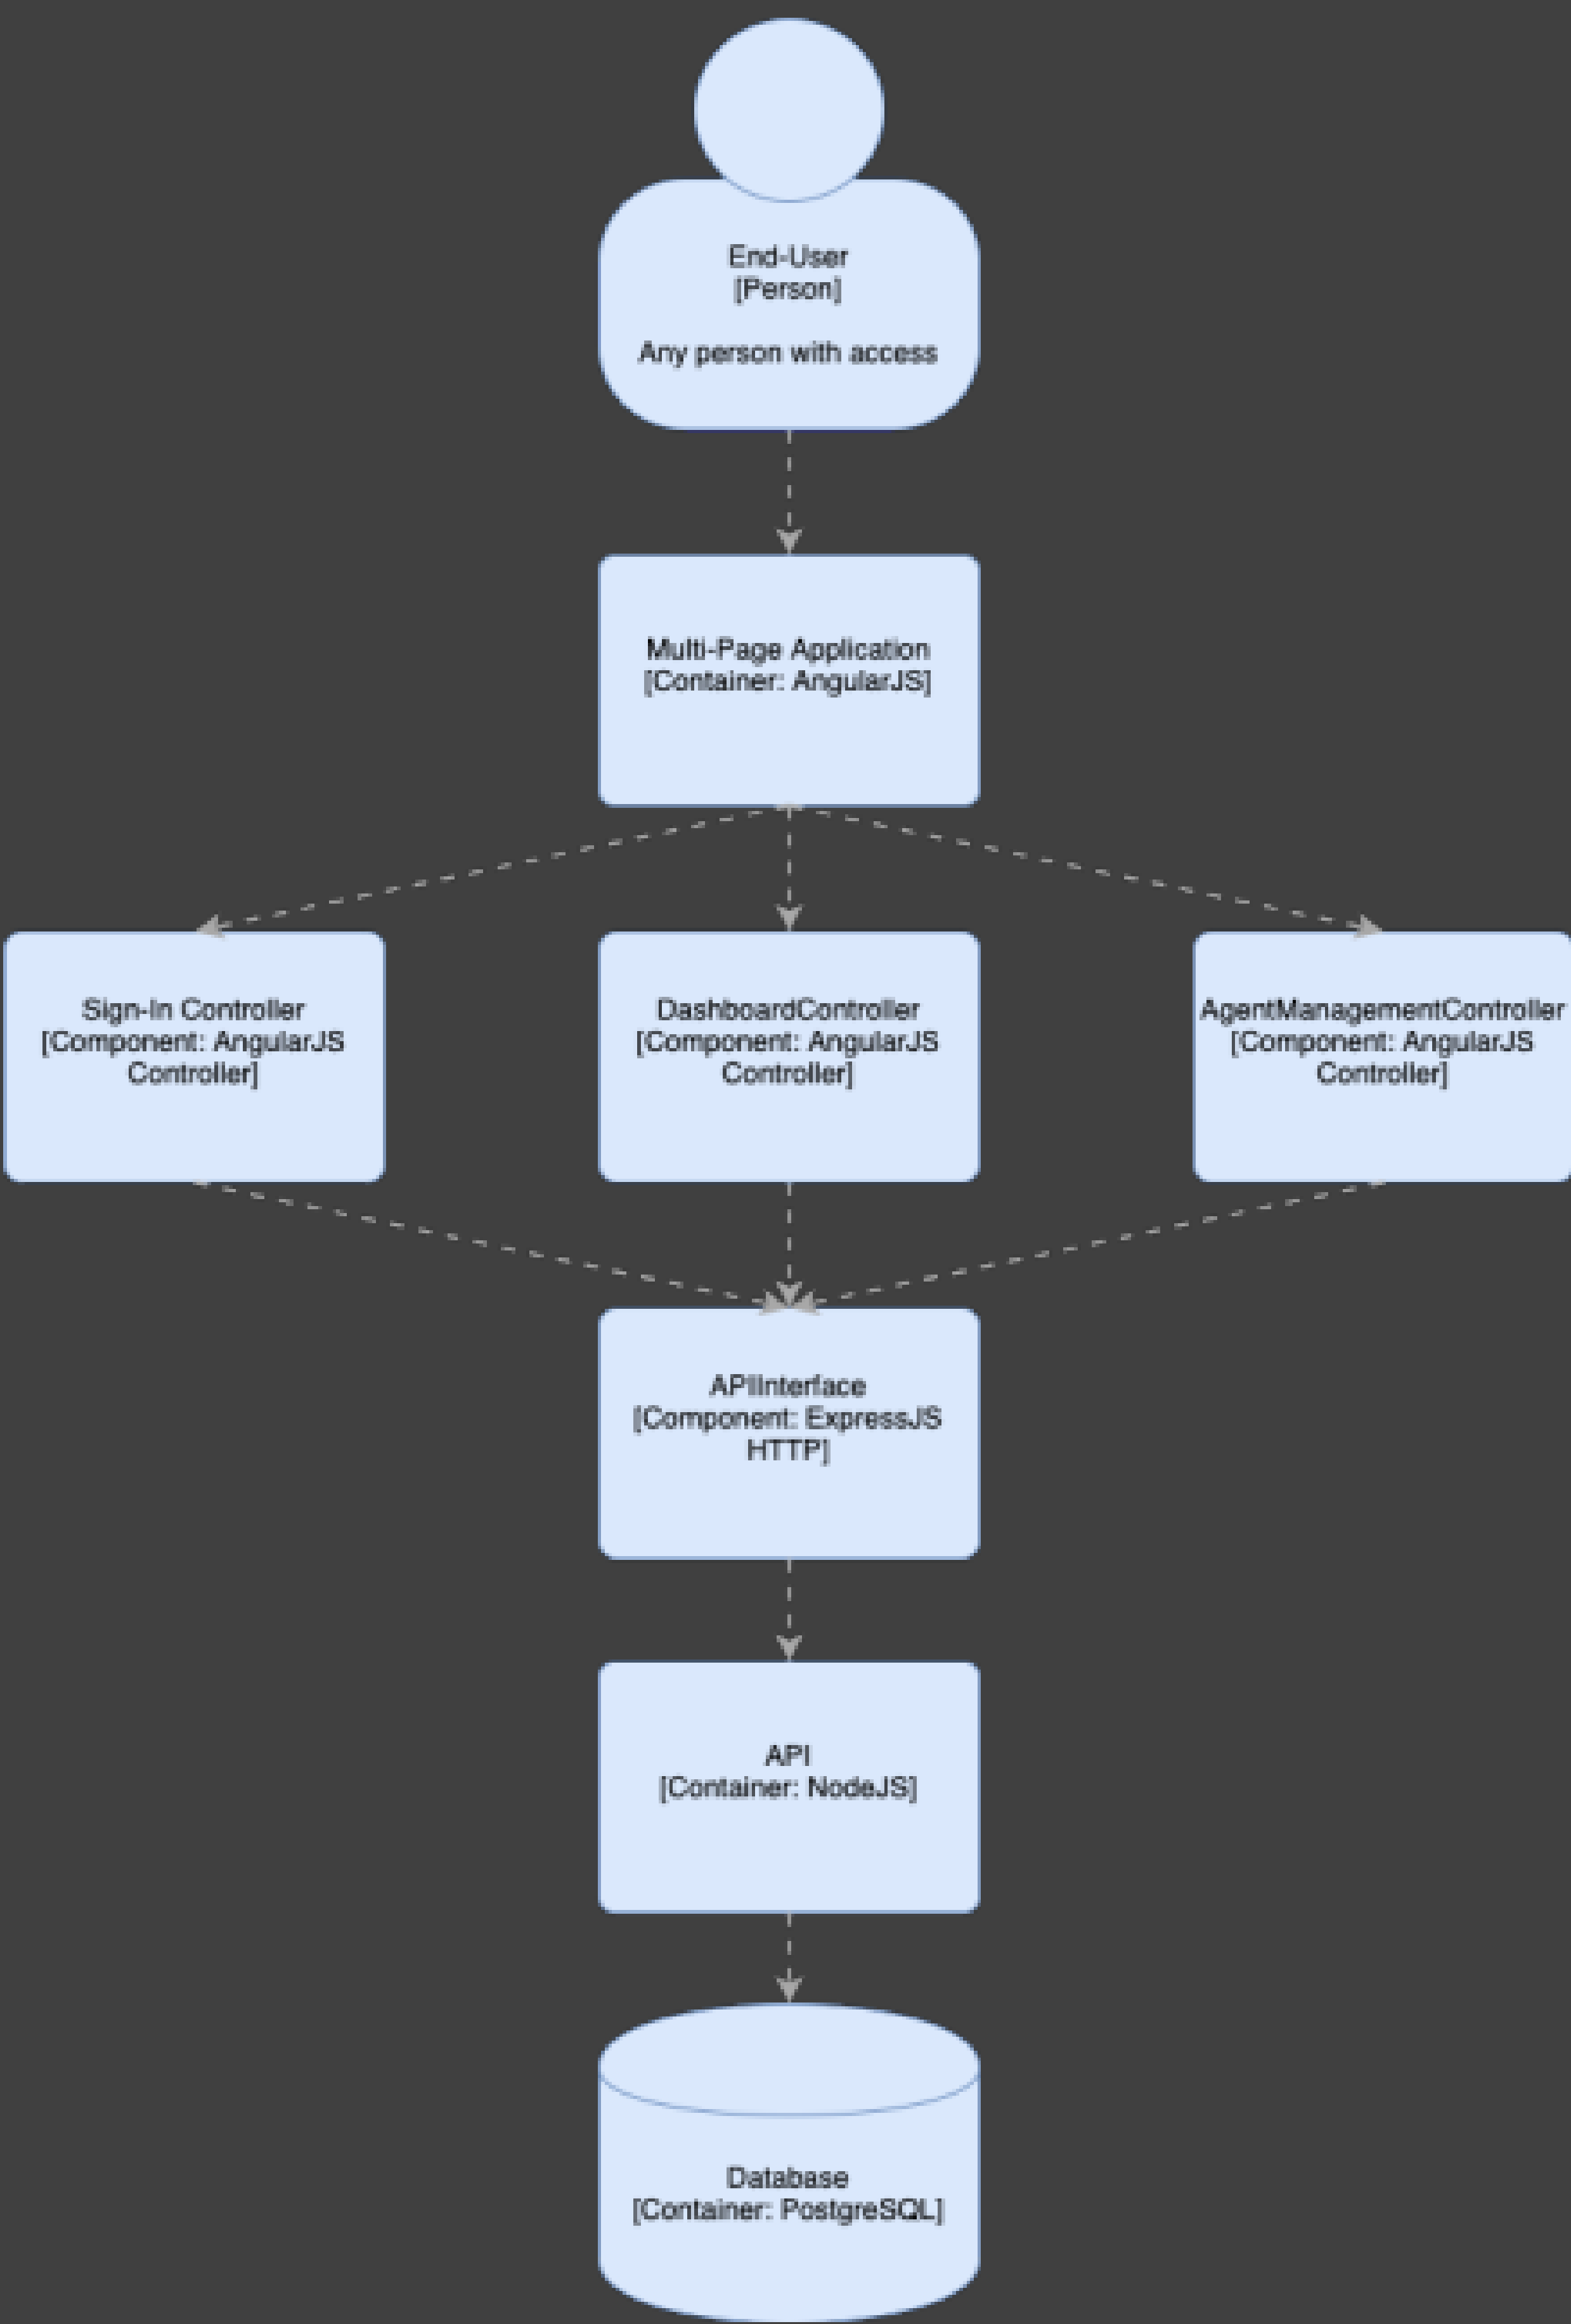 End-User
[Person]
Any person with access
Multi-Page Application
[Container: AngularJS]
Sign-In Controller
[Component: AngularJS
Controller]
DashboardController
[Component: AngularJS
Controller]
AgentManagementController
[Component: AngularJS
Controller]
APIInterface
[Component: ExpressJS
HTTP]
API
[Container: NodeJS]
Database
[Container: PostgreSQL]